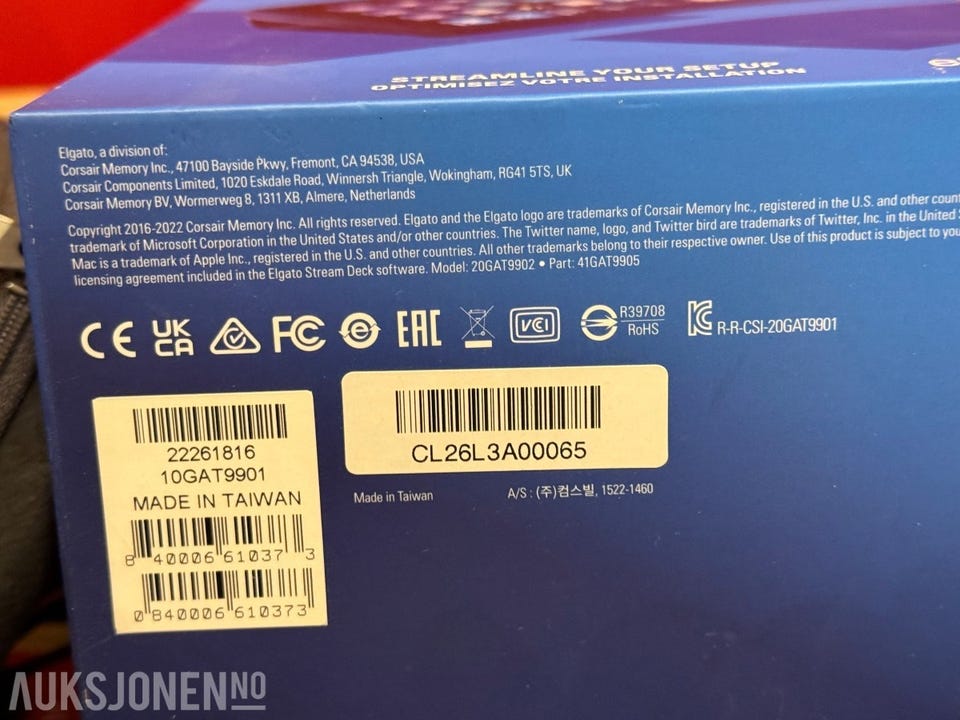 STREAMLINE YOUR SETUP
OPTIMISEZ VOTRE INSTALLATION
Elgato, a division of:
Corsair Memory Inc., 47100 Bayside Pkwy, Fremont, CA 94538, USA
Corsair Components Limited, 1020 Eskdale Road, Winnersh Triangle, Wokingham, RG41 5TS, UK
Corsair Memory BV, Wormerweg 8, 1311 XB, Almere, Netherlands
Copyright 2016-2022 Corsair Memory Inc. All rights reserved. Elgato and the Elgato logo are trademarks of Corsair Memory Inc., registered in the U.S. and other
trademark of Microsoft Corporation in the United States and/or other countries. The Twitter name, logo, and Twitter bird are trademarks of Twitter, Inc. in the United
Mac is a trademark of Apple Inc., registered in the U.S. and other countries. All other trademarks belong to their respective owner. Use of this product is subject to
licensing agreement included in the Elgato Stream Deck software. Model: 20GAT9902 • Part: 41GAT9905
CE UK CA FC EAC VCI R39708 RoHS R-R-CSI-20GAT9901
22261816
10GAT9901
MADE IN TAIWAN
8 40006 61037 3
0 840006 610373
CL26L3A00065
Made in Taiwan A/S : (주)컴스빌, 1522-1460
AUKSJONEN NO